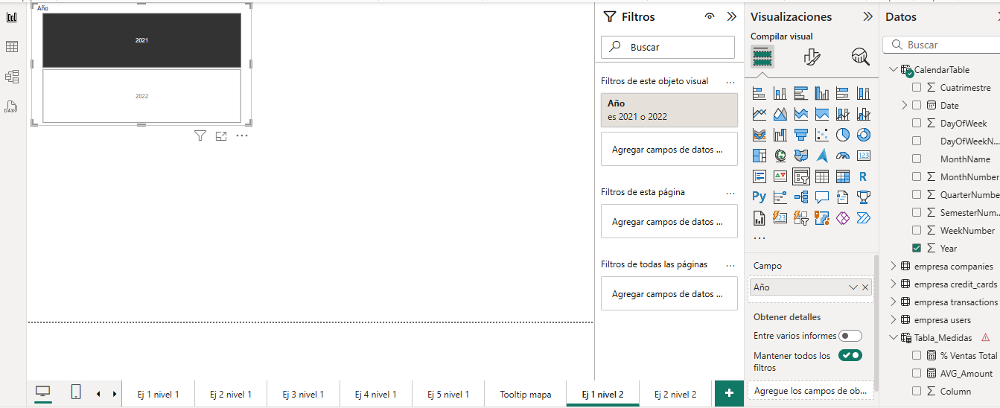 Año
2021
2022
Filtros
Buscar
Filtros de este objeto visual
...
Año
es 2021 o 2022
Agregar campos de datos ...
Filtros de esta página
...
Agregar campos de datos ...
Filtros de todas las páginas
...
Agregar campos de datos ...
Visualizaciones
Compilar visual
123
R
Py
123
...
Campo
Año
Obtener detalles
Entre varios informes
Mantener todos los
filtros
Agregue los campos de ob...
Datos
Buscar
CalendarTable
Cuatrimestre
Date
DayOfWeek
DayOfWeekN...
MonthName
MonthNumber
QuarterNumbe
SemesterNum...
WeekNumber
Year
empresa companies
empresa credit_cards
empresa transactions
empresa users
Tabla_Medidas
% Ventas Total
AVG_Amount
Column
DAX
Ej 1 nivel 1
Ej 2 nivel 1
Ej 3 nivel 1
Ej 4 nivel 1
Ej 5 nivel 1
Tooltip mapa
Ej 1 nivel 2
Ej 2 nivel 2
+